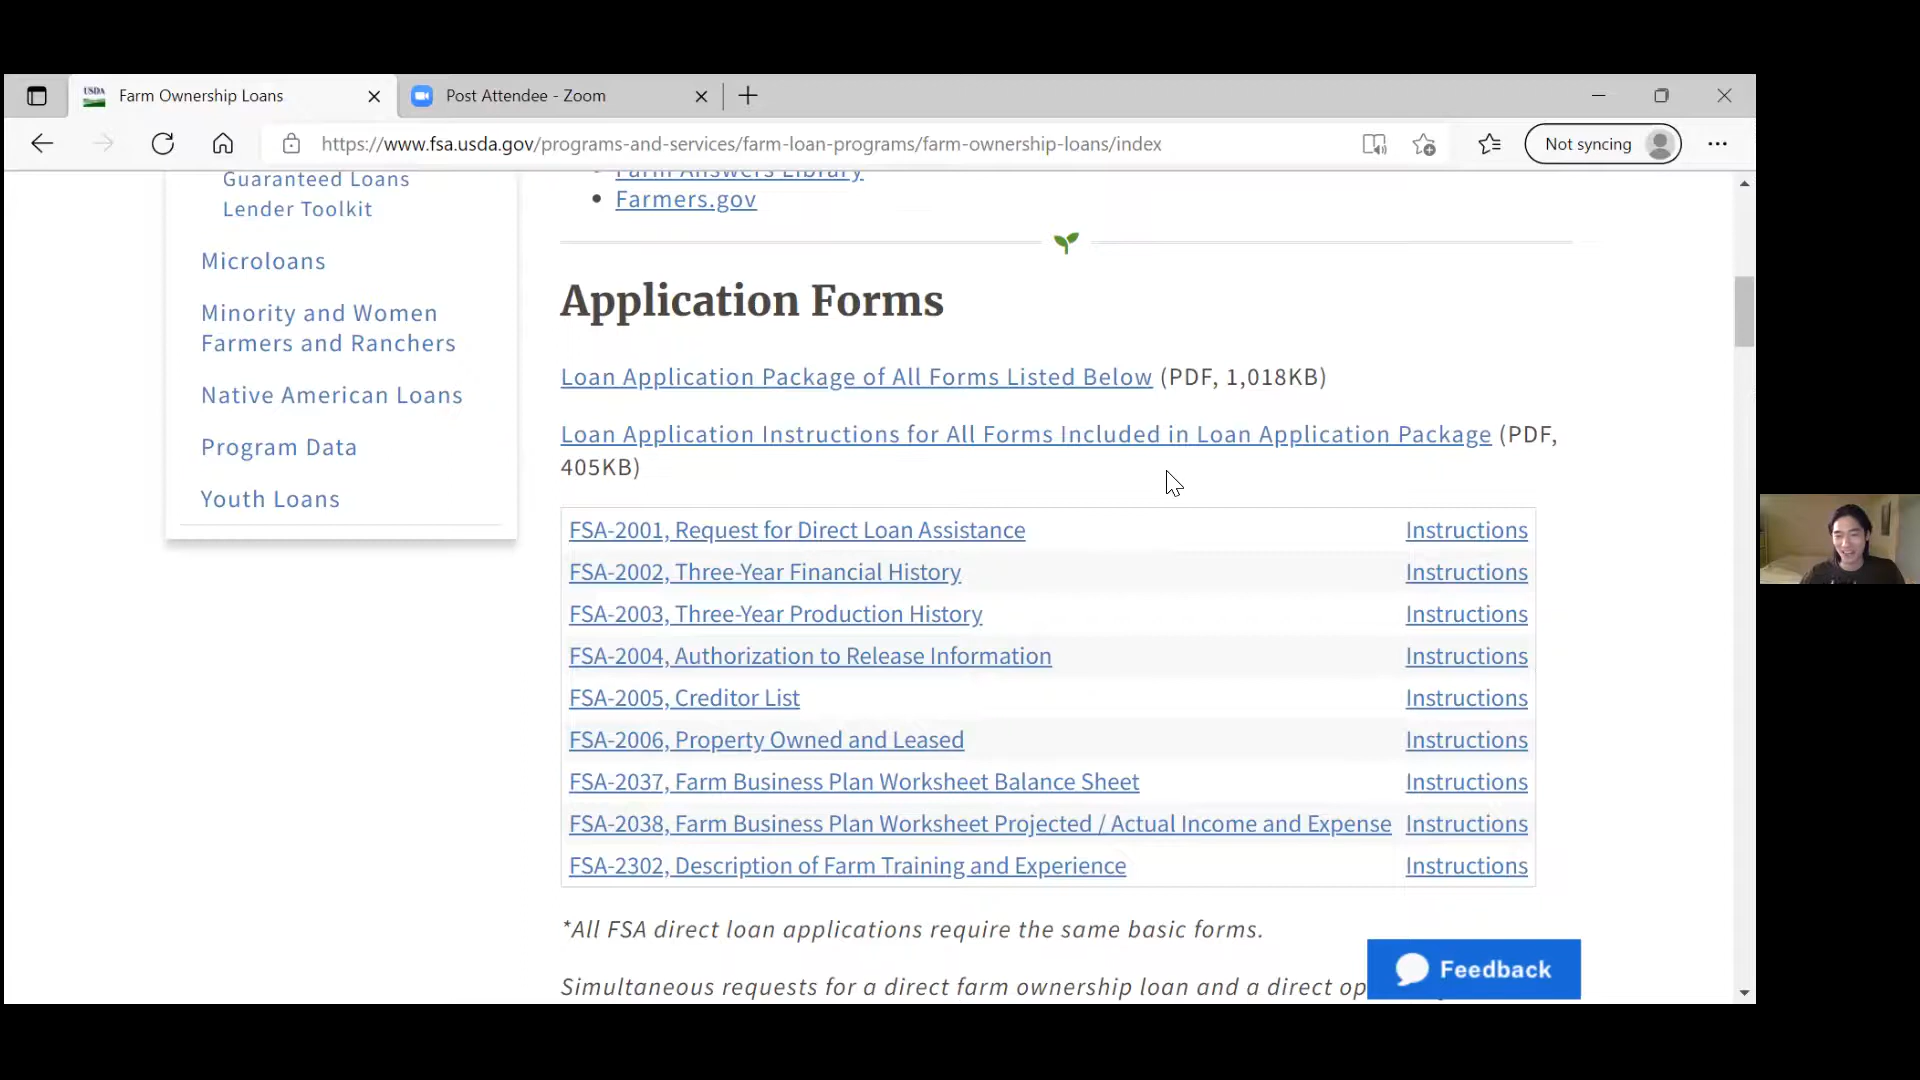 USDA
Farm Ownership Loans
Post Attendee - Zoom
https://www.fsa.usda.gov/programs-and-services/farm-loan-programs/farm-ownership-loans/index
Not syncing
Guaranteed Loans
Lender Toolkit
Microloans
Minority and Women
Farmers and Ranchers
Native American Loans
Program Data
Youth Loans
Farm Answers Library
Farmers.gov
Application Forms
Loan Application Package of All Forms Listed Below (PDF, 1,018KB)
Loan Application Instructions for All Forms Included in Loan Application Package (PDF,
405KB)
FSA-2001, Request for Direct Loan Assistance Instructions
FSA-2002, Three-Year Financial History Instructions
FSA-2003, Three-Year Production History Instructions
FSA-2004, Authorization to Release Information Instructions
FSA-2005, Creditor List Instructions
FSA-2006, Property Owned and Leased Instructions
FSA-2037, Farm Business Plan Worksheet Balance Sheet Instructions
FSA-2038, Farm Business Plan Worksheet Projected / Actual Income and Expense Instructions
FSA-2302, Description of Farm Training and Experience Instructions
*All FSA direct loan applications require the same basic forms.
Simultaneous requests for a direct farm ownership loan and a direct op
Feedback